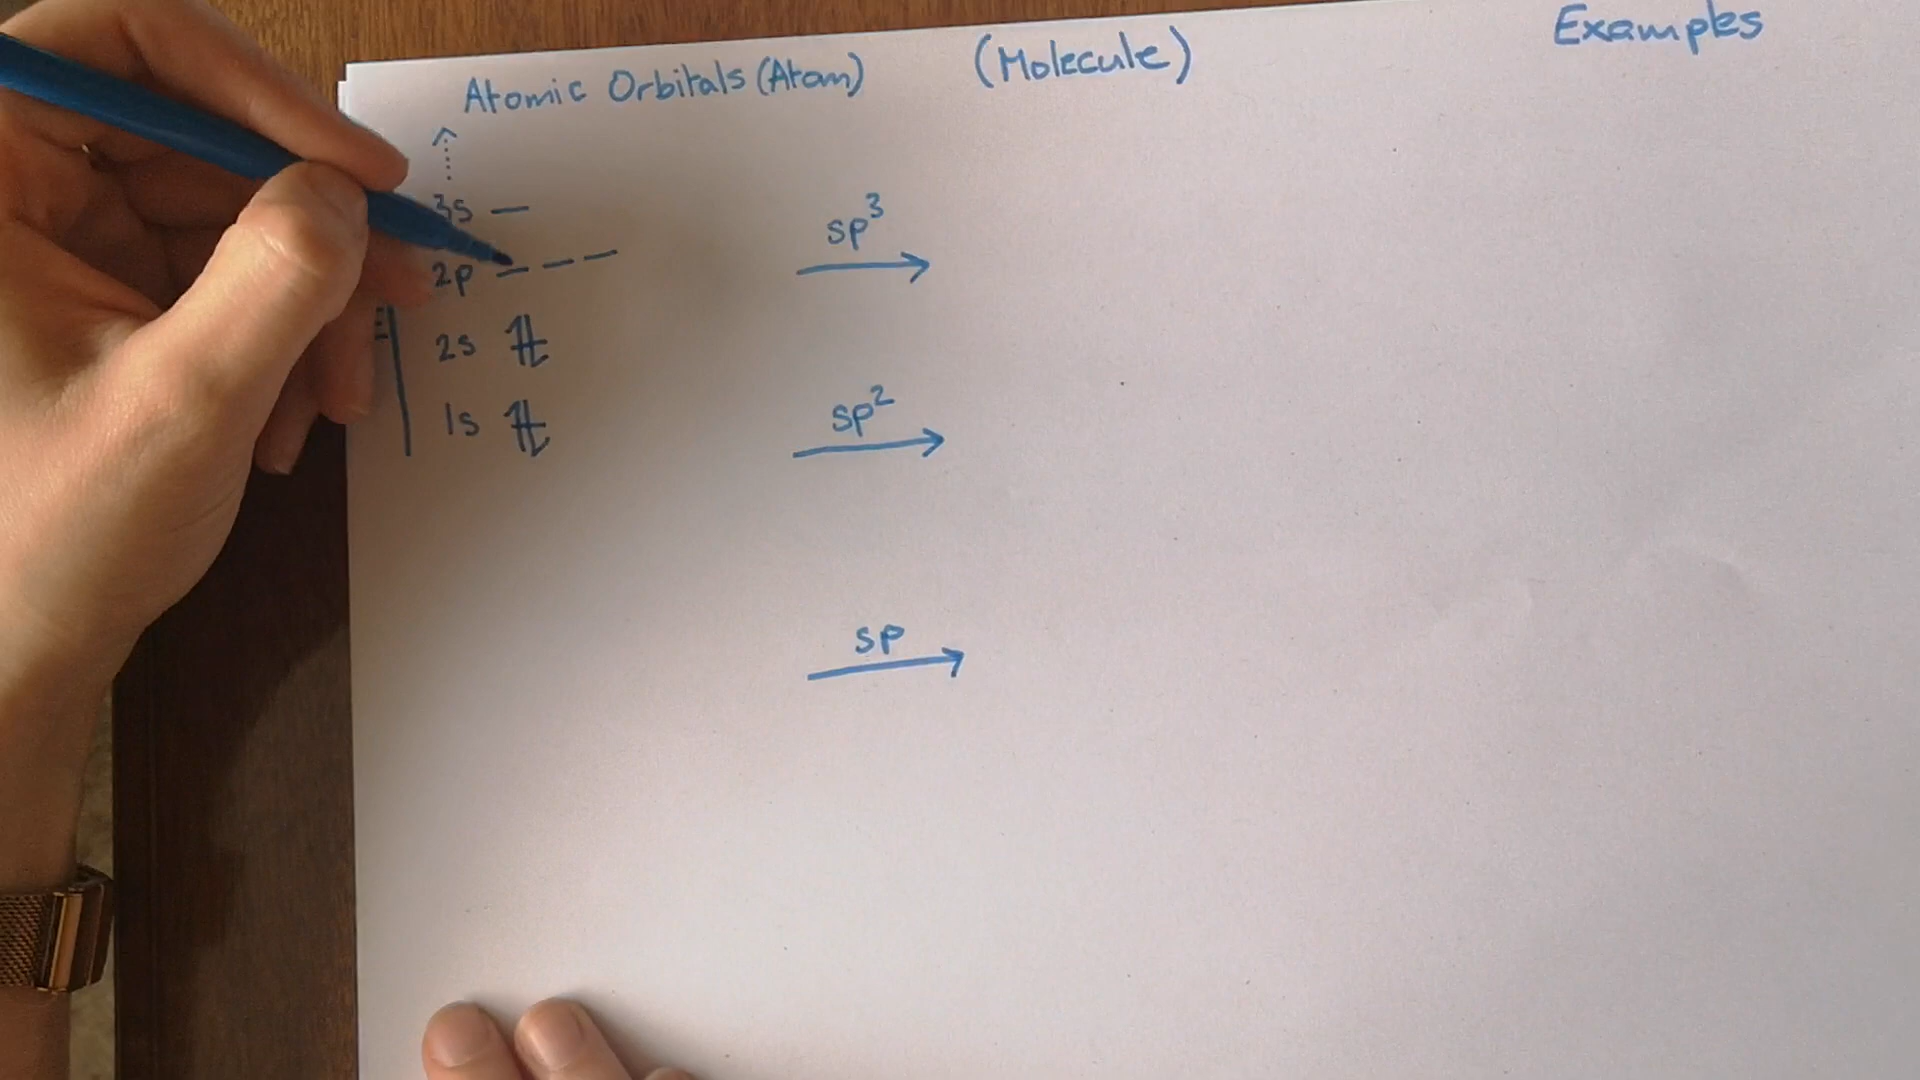 Atomic Orbitals (Atom) (Molecule) Examples
3s
2p
E
2s
1s
sp³
sp²
sp